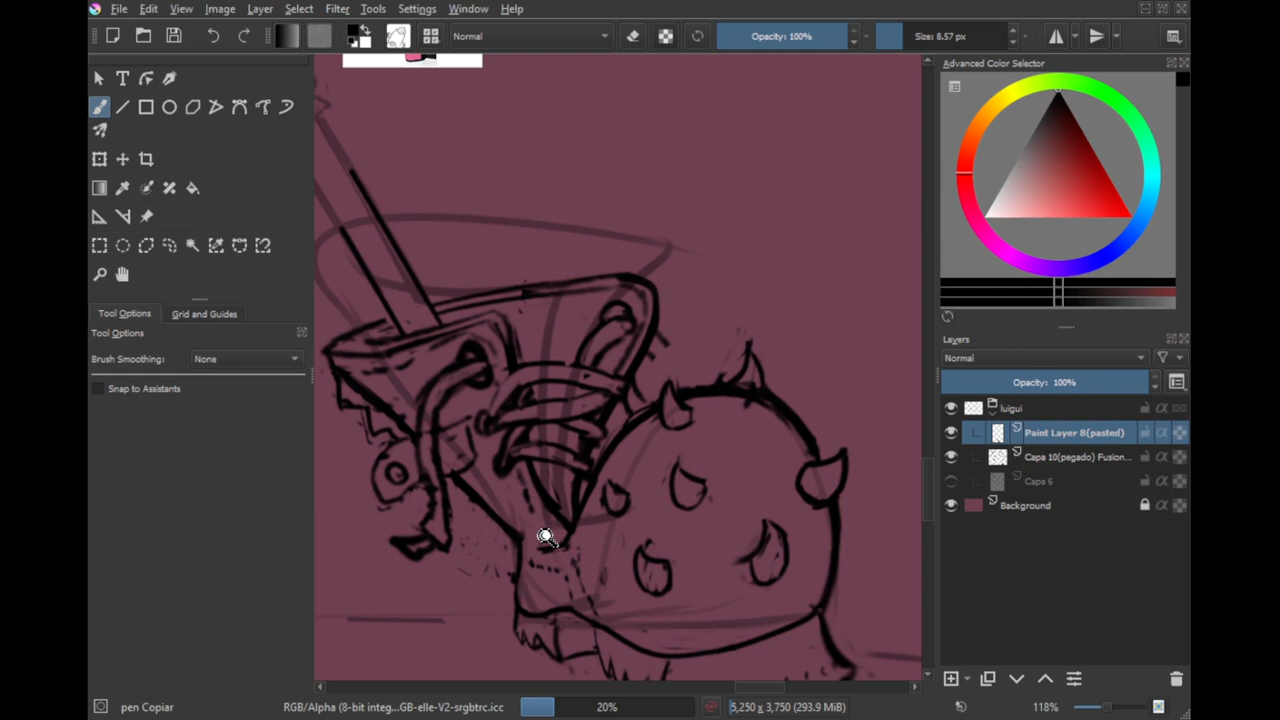 File Edit View Image Layer Select Filter Tools Settings Window Help
Normal Opacity: 100% Size: 8.57 px
Advanced Color Selector
Tool Options Grid and Guides
Tool Options
Brush Smoothing: None
Snap to Assistants
Layers
Normal
Opacity: 100%
luigui
Paint Layer 8(pasted)
Capa 10(pegado) Fusion...
Capa 6
Background
pen Copiar RGB/Alpha (8-bit integ...GB-elle-V2-srgbtrc.icc 20% 5,250 x 3,750 (293.9 MiB) 118%